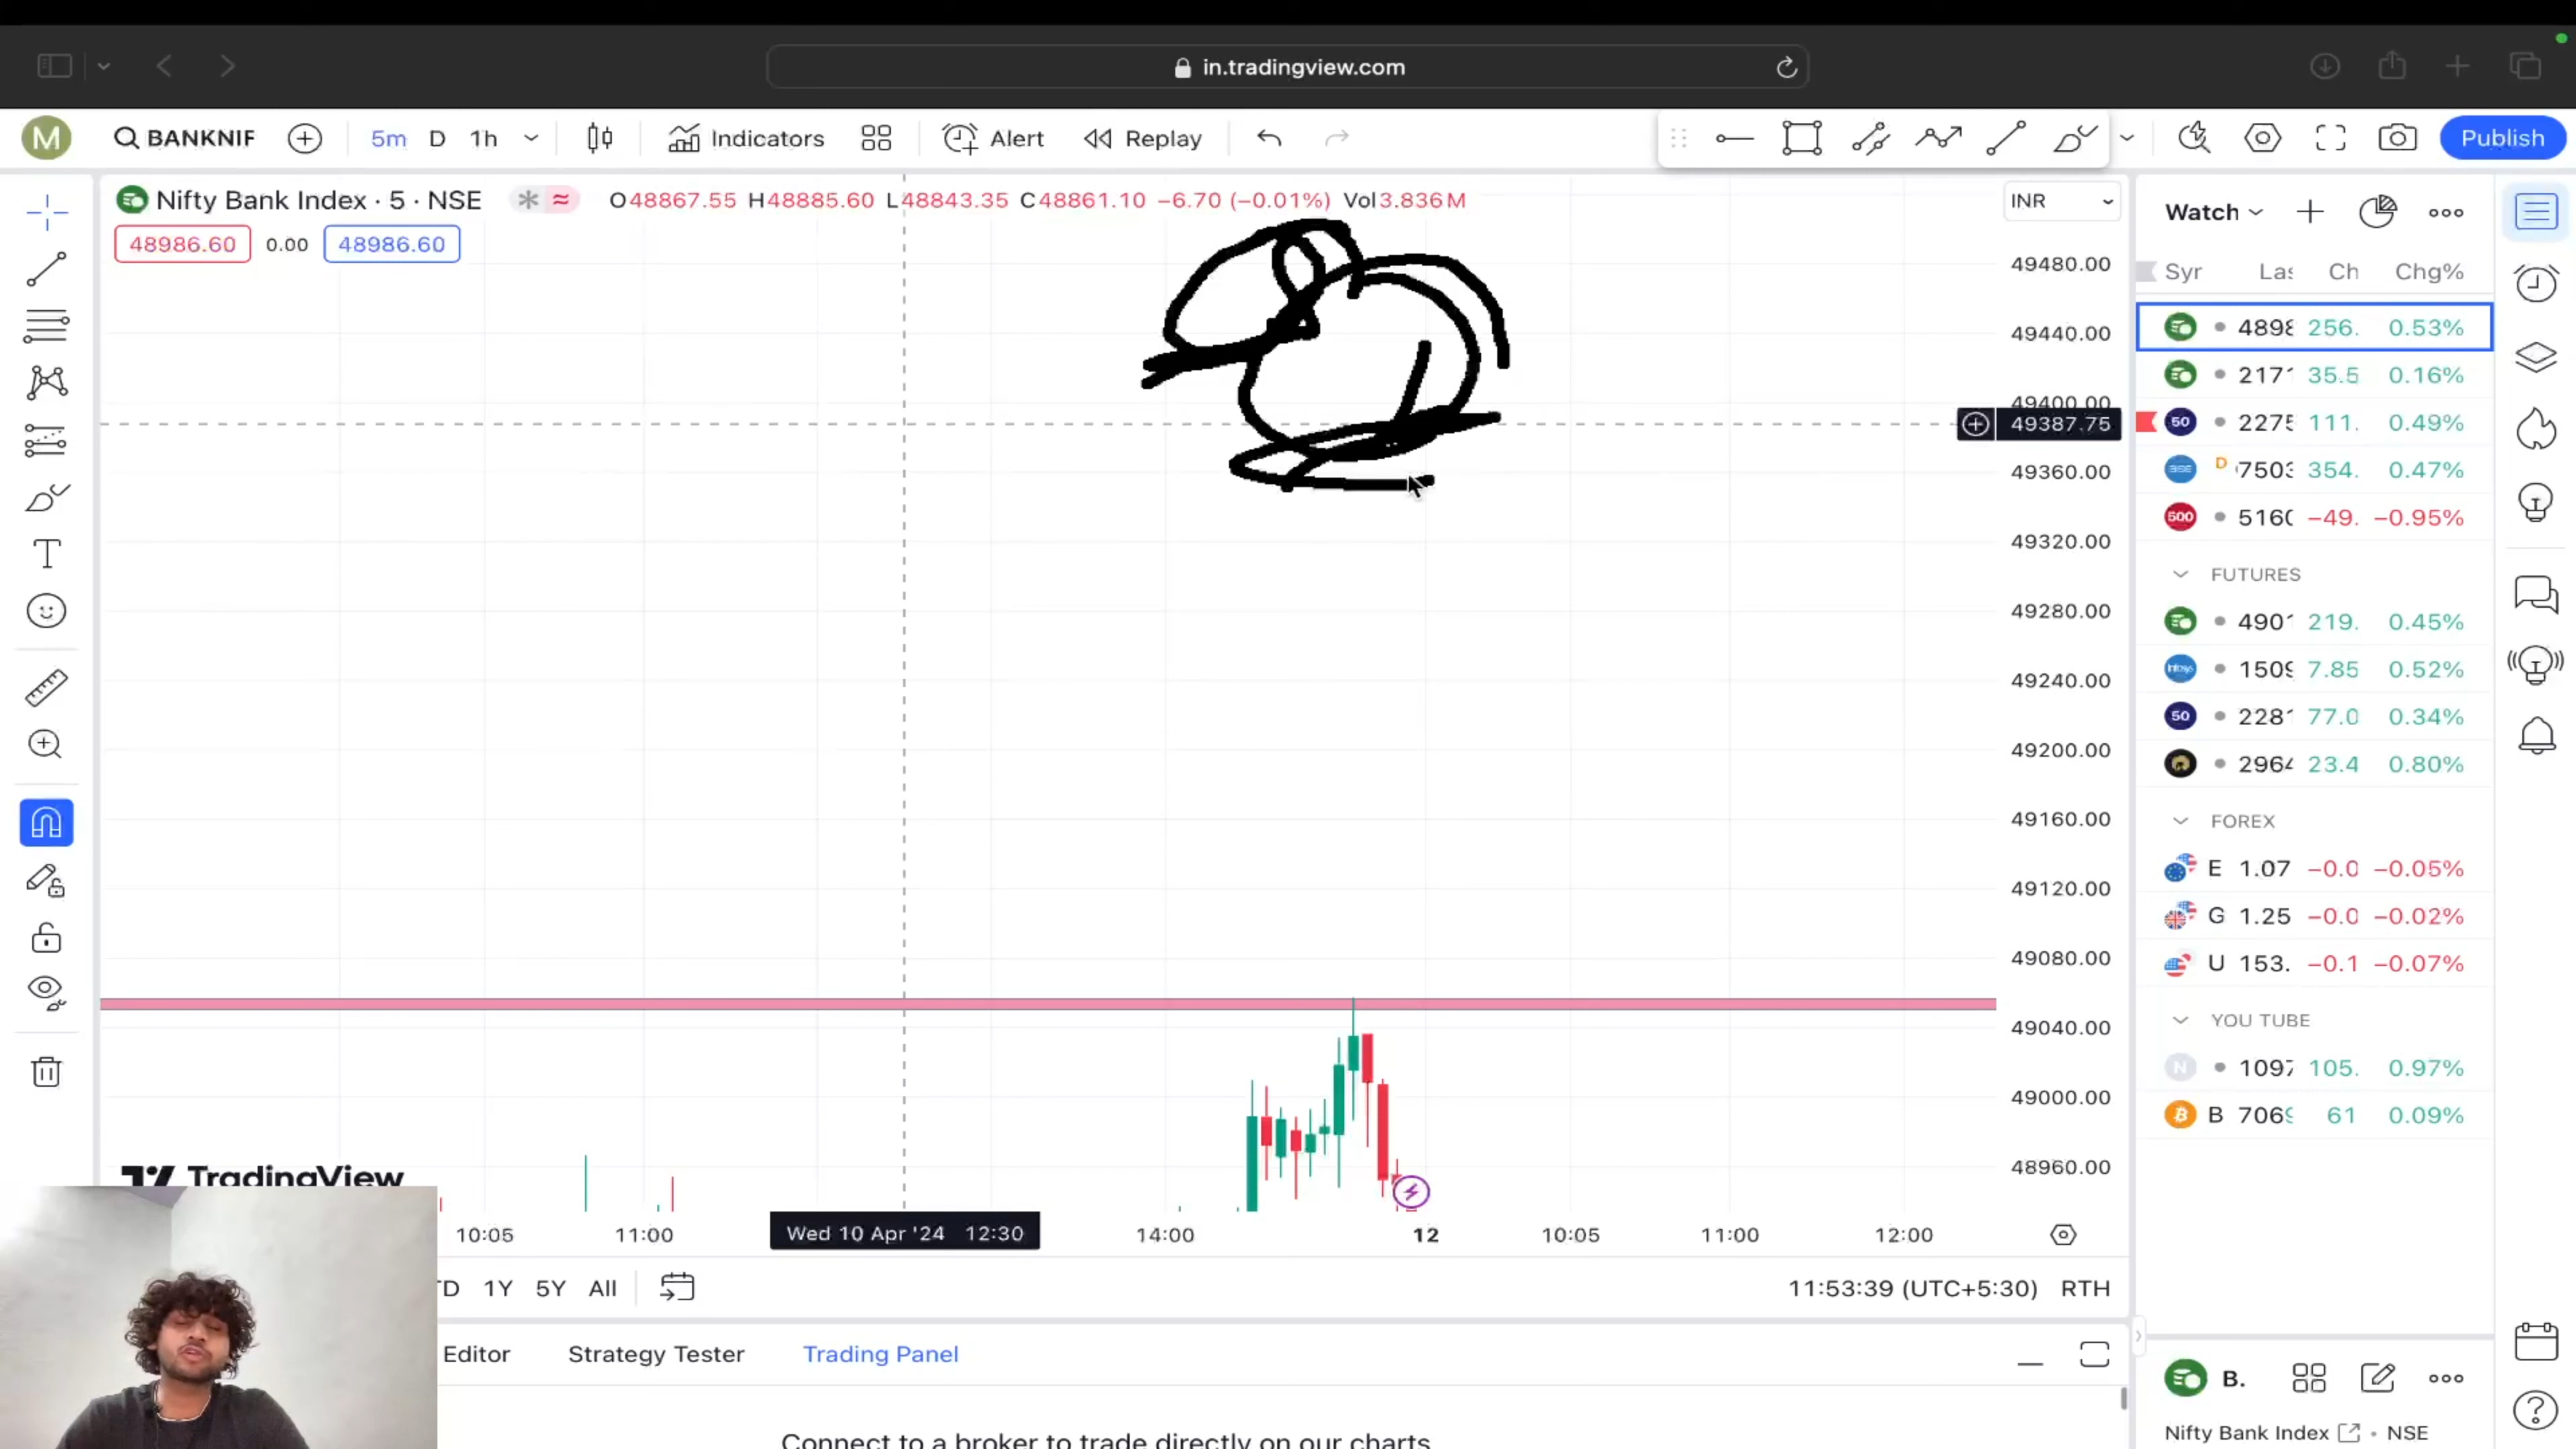 in.tradingview.com
M BANKNIF 5m D 1h Indicators Alert Replay Publish
Nifty Bank Index · 5 · NSE O48867.55 H48885.60 L48843.35 C48861.10 −6.70 (−0.01%) Vol3.836M
48986.60 0.00 48986.60
INR
49480.00
49440.00
49400.00
49387.75
49360.00
49320.00
49280.00
49240.00
49200.00
49160.00
49120.00
49080.00
49040.00
49000.00
48960.00
TradingView
10:05 11:00 Wed 10 Apr '24 12:30 14:00 12 10:05 11:00 12:00
1Y 5Y All 11:53:39 (UTC+5:30) RTH
Editor Strategy Tester Trading Panel
Connect to a broker to trade directly on our charts
Watch
Syr Las Ch Chg%
4898 256. 0.53%
2171 35.5 0.16%
50 2275 111. 0.49%
D 7503 354. 0.47%
500 5160 −49. −0.95%
FUTURES
4901 219. 0.45%
Infosys 1509 7.85 0.52%
50 2281 77.0 0.34%
2964 23.4 0.80%
FOREX
E 1.07 −0.0 −0.05%
G 1.25 −0.0 −0.02%
U 153. −0.1 −0.07%
YOU TUBE
N 1097 105. 0.97%
B 7069 61 0.09%
B.
Nifty Bank Index · NSE